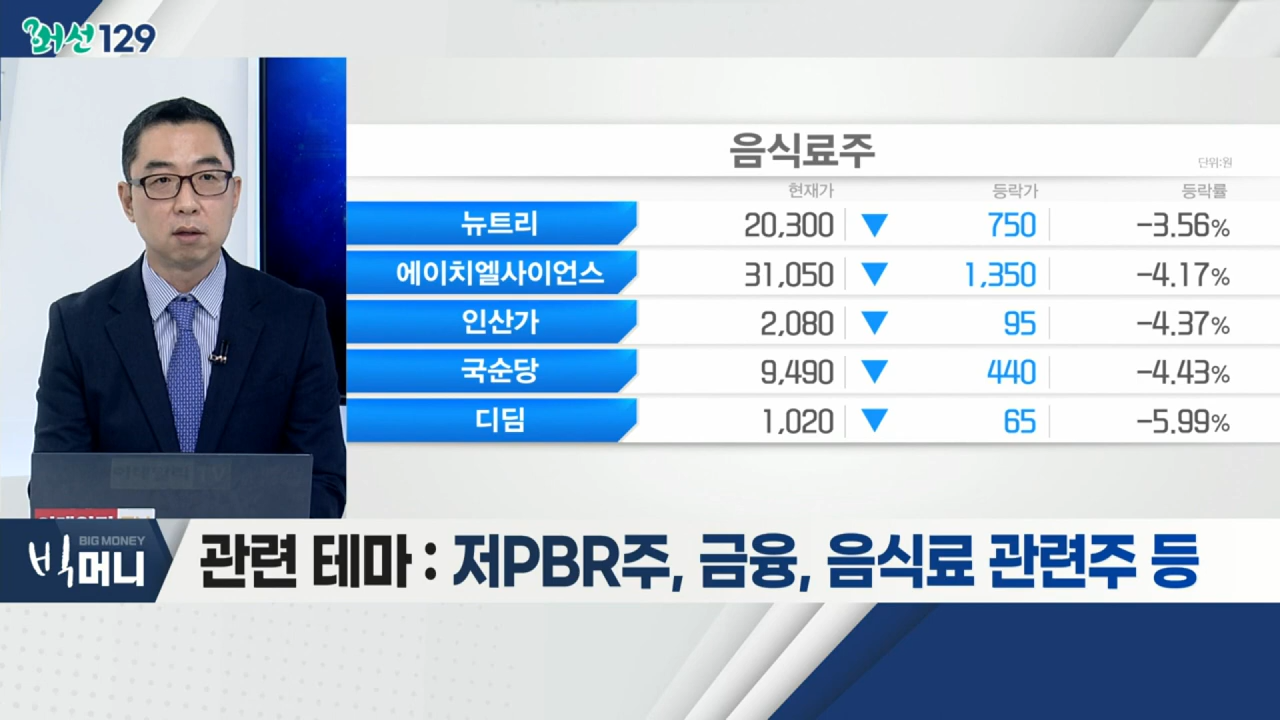 머선129
음식료주
단위:원
현재가 등락가 등락률
뉴트리 20,300 ▼ 750 -3.56%
에이치엘사이언스 31,050 ▼ 1,350 -4.17%
인산가 2,080 ▼ 95 -4.37%
국순당 9,490 ▼ 440 -4.43%
디딤 1,020 ▼ 65 -5.99%
BIG MONEY
빅머니
관련 테마 : 저PBR주, 금융, 음식료 관련주 등